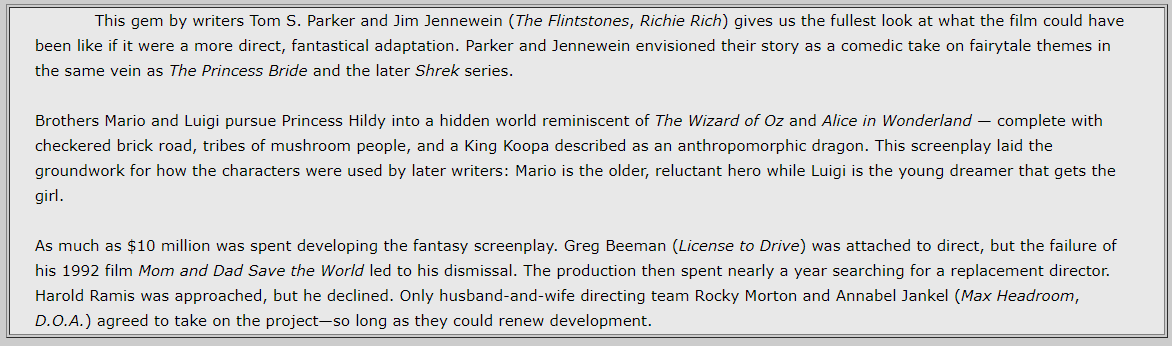 This gem by writers Tom S. Parker and Jim Jennewein (The Flintstones, Richie Rich) gives us the fullest look at what the film could have
been like if it were a more direct, fantastical adaptation. Parker and Jennewein envisioned their story as a comedic take on fairytale themes in
the same vein as The Princess Bride and the later Shrek series.
Brothers Mario and Luigi pursue Princess Hildy into a hidden world reminiscent of The Wizard of Oz and Alice in Wonderland — complete with
checkered brick road, tribes of mushroom people, and a King Koopa described as an anthropomorphic dragon. This screenplay laid the
groundwork for how the characters were used by later writers: Mario is the older, reluctant hero while Luigi is the young dreamer that gets the
girl.
As much as $10 million was spent developing the fantasy screenplay. Greg Beeman (License to Drive) was attached to direct, but the failure of
his 1992 film Mom and Dad Save the World led to his dismissal. The production then spent nearly a year searching for a replacement director.
Harold Ramis was approached, but he declined. Only husband-and-wife directing team Rocky Morton and Annabel Jankel (Max Headroom,
D.O.A.) agreed to take on the project—so long as they could renew development.